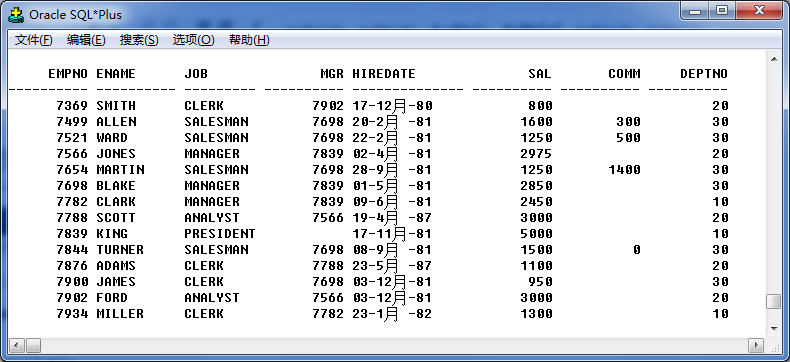 Oracle SQL*Plus
文件(F) 编辑(E) 搜索(S) 选项(O) 帮助(H)
EMPNO ENAME JOB MGR HIREDATE SAL COMM DEPTNO
---------- ---------- --------- ---------- -------------- ---------- ---------- ----------
7369 SMITH CLERK 7902 17-12月-80 800 20
7499 ALLEN SALESMAN 7698 20-2月 -81 1600 300 30
7521 WARD SALESMAN 7698 22-2月 -81 1250 500 30
7566 JONES MANAGER 7839 02-4月 -81 2975 20
7654 MARTIN SALESMAN 7698 28-9月 -81 1250 1400 30
7698 BLAKE MANAGER 7839 01-5月 -81 2850 30
7782 CLARK MANAGER 7839 09-6月 -81 2450 10
7788 SCOTT ANALYST 7566 19-4月 -87 3000 20
7839 KING PRESIDENT 17-11月-81 5000 10
7844 TURNER SALESMAN 7698 08-9月 -81 1500 0 30
7876 ADAMS CLERK 7788 23-5月 -87 1100 20
7900 JAMES CLERK 7698 03-12月-81 950 30
7902 FORD ANALYST 7566 03-12月-81 3000 20
7934 MILLER CLERK 7782 23-1月 -82 1300 10